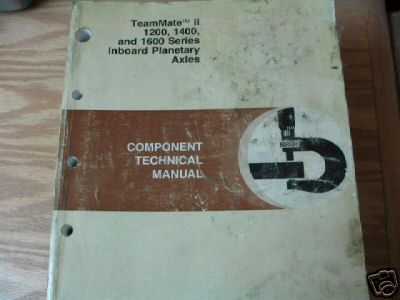 TeamMate™ II
1200, 1400,
and 1600 Series
Inboard Planetary
Axles
COMPONENT
TECHNICAL
MANUAL